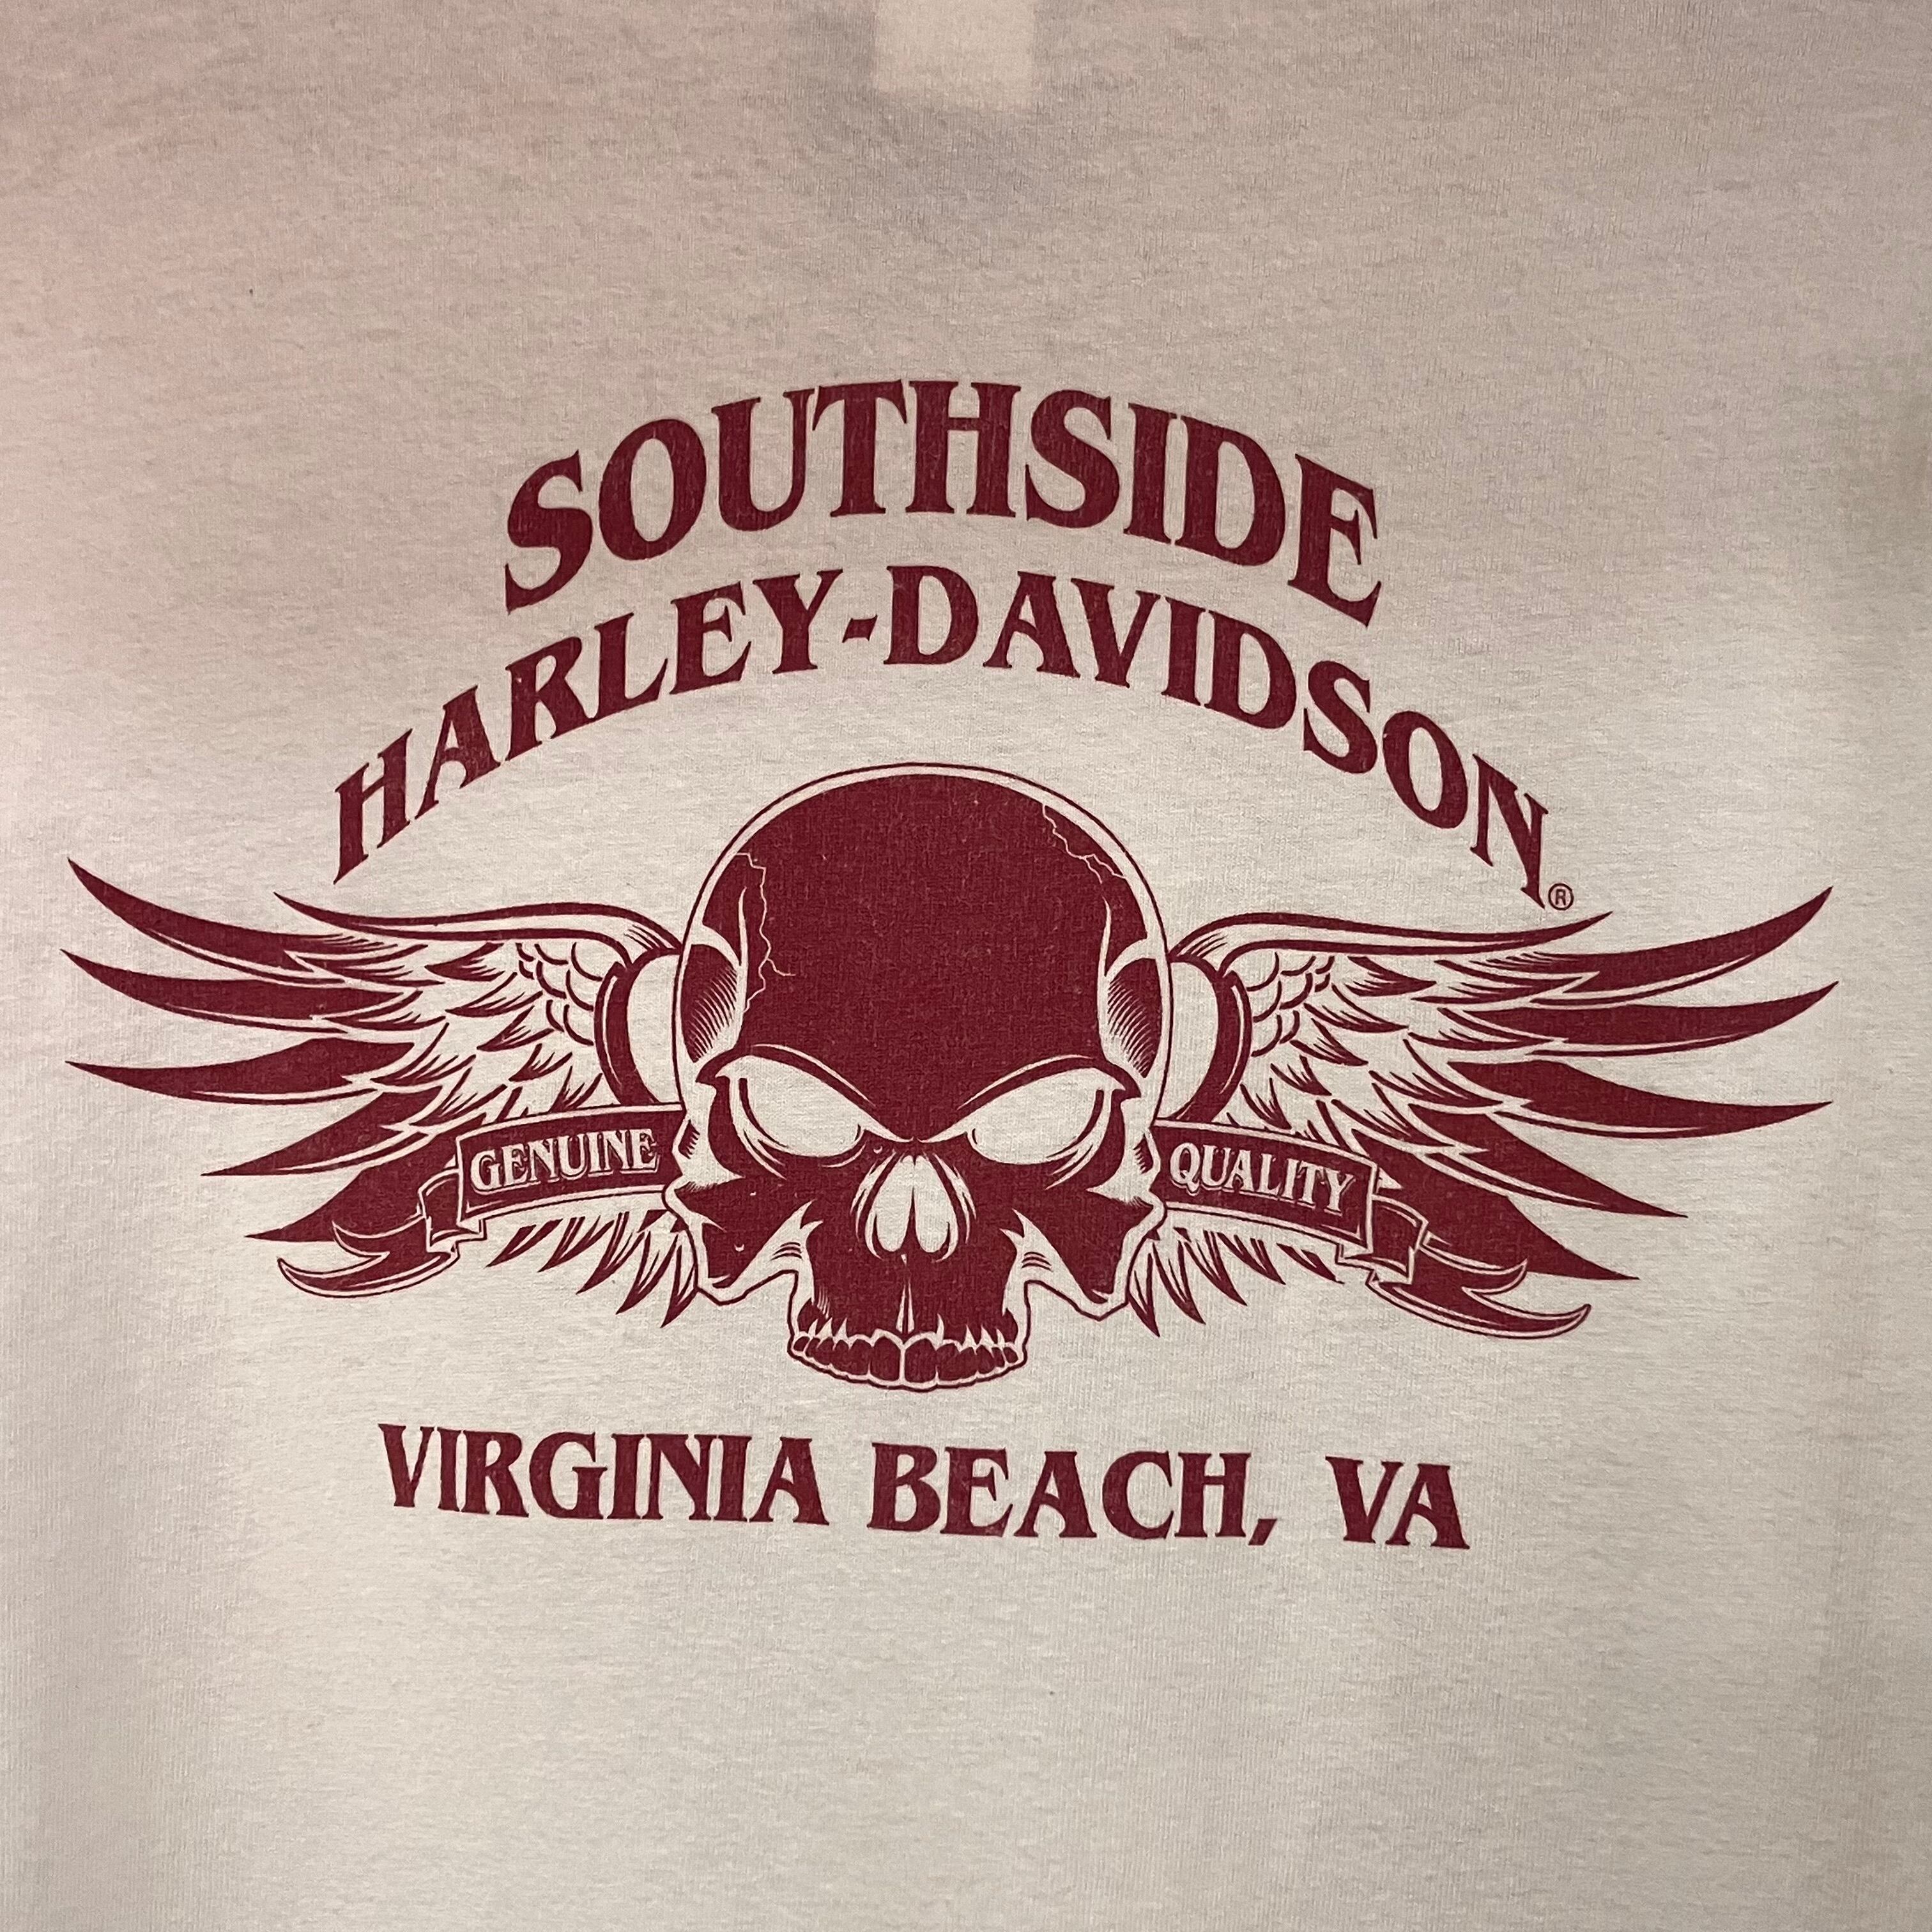 SOUTHSIDE
HARLEY-DAVIDSON®
GENUINE QUALITY
VIRGINIA BEACH, VA